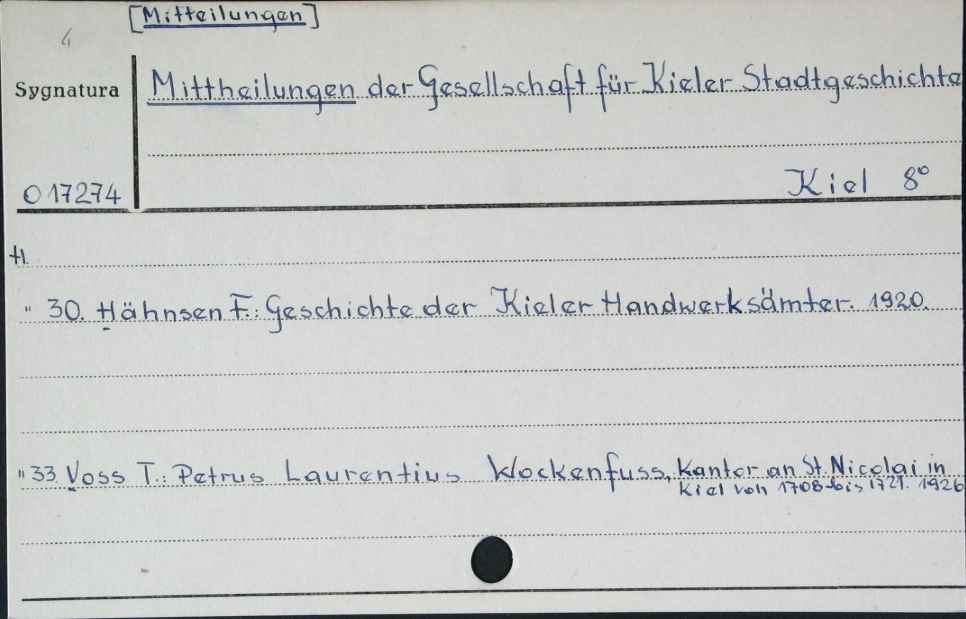 [Mitteilungen]
4
Sygnatura
Mittheilungen der Gesellschaft für Kieler Stadtgeschichte
Kiel 8°
O 17274
H.
" 30. Hähnsen F.: Geschichte der Kieler Handwerksämter. 1920.
" 33 Voss T.: Petrus Laurentius Wockenfuss, Kantor an St. Nicolai in
Kiel von 1708 bis 1721. 1926